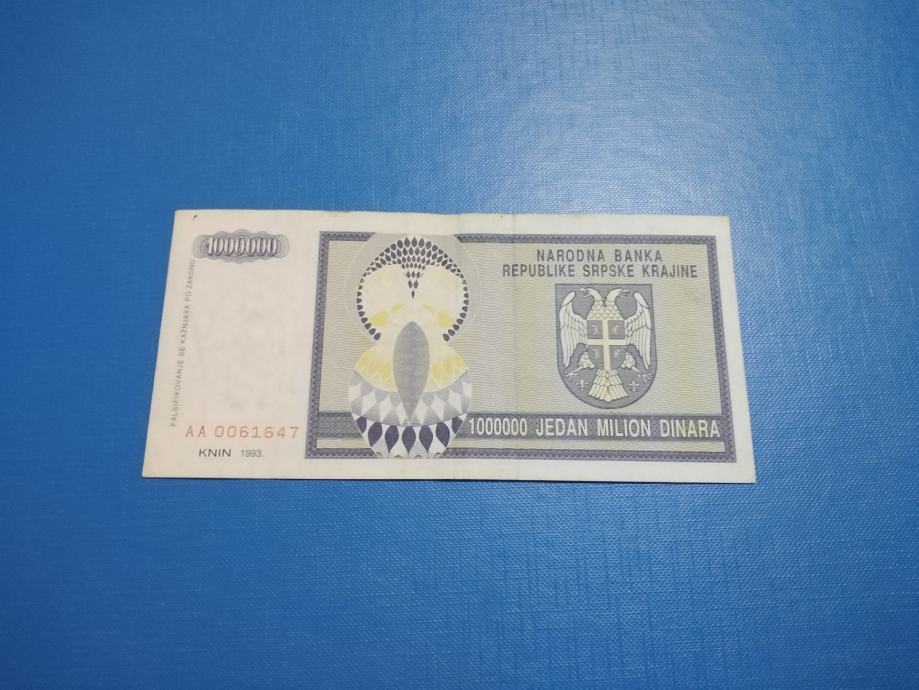 1000000
NARODNA BANKA
REPUBLIKE SRPSKE KRAJINE
FALSIFIKOVANJE SE KAŽNJAVA PO ZAKONU
AA 0061647
1000000 JEDAN MILION DINARA
KNIN 1993.